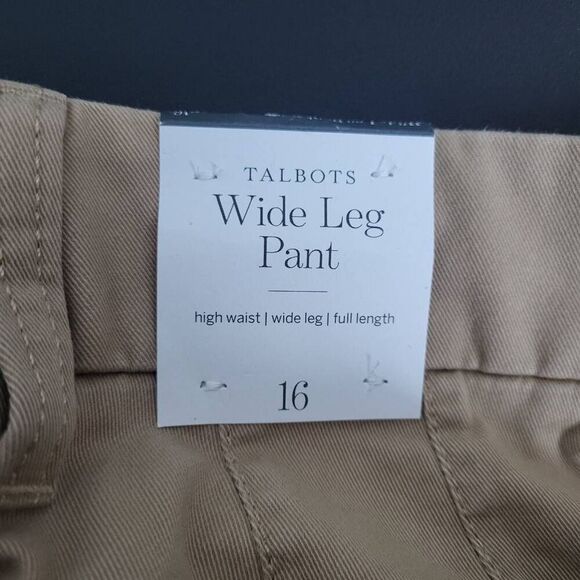 TALBOTS
Wide Leg
Pant
high waist | wide leg | full length
16